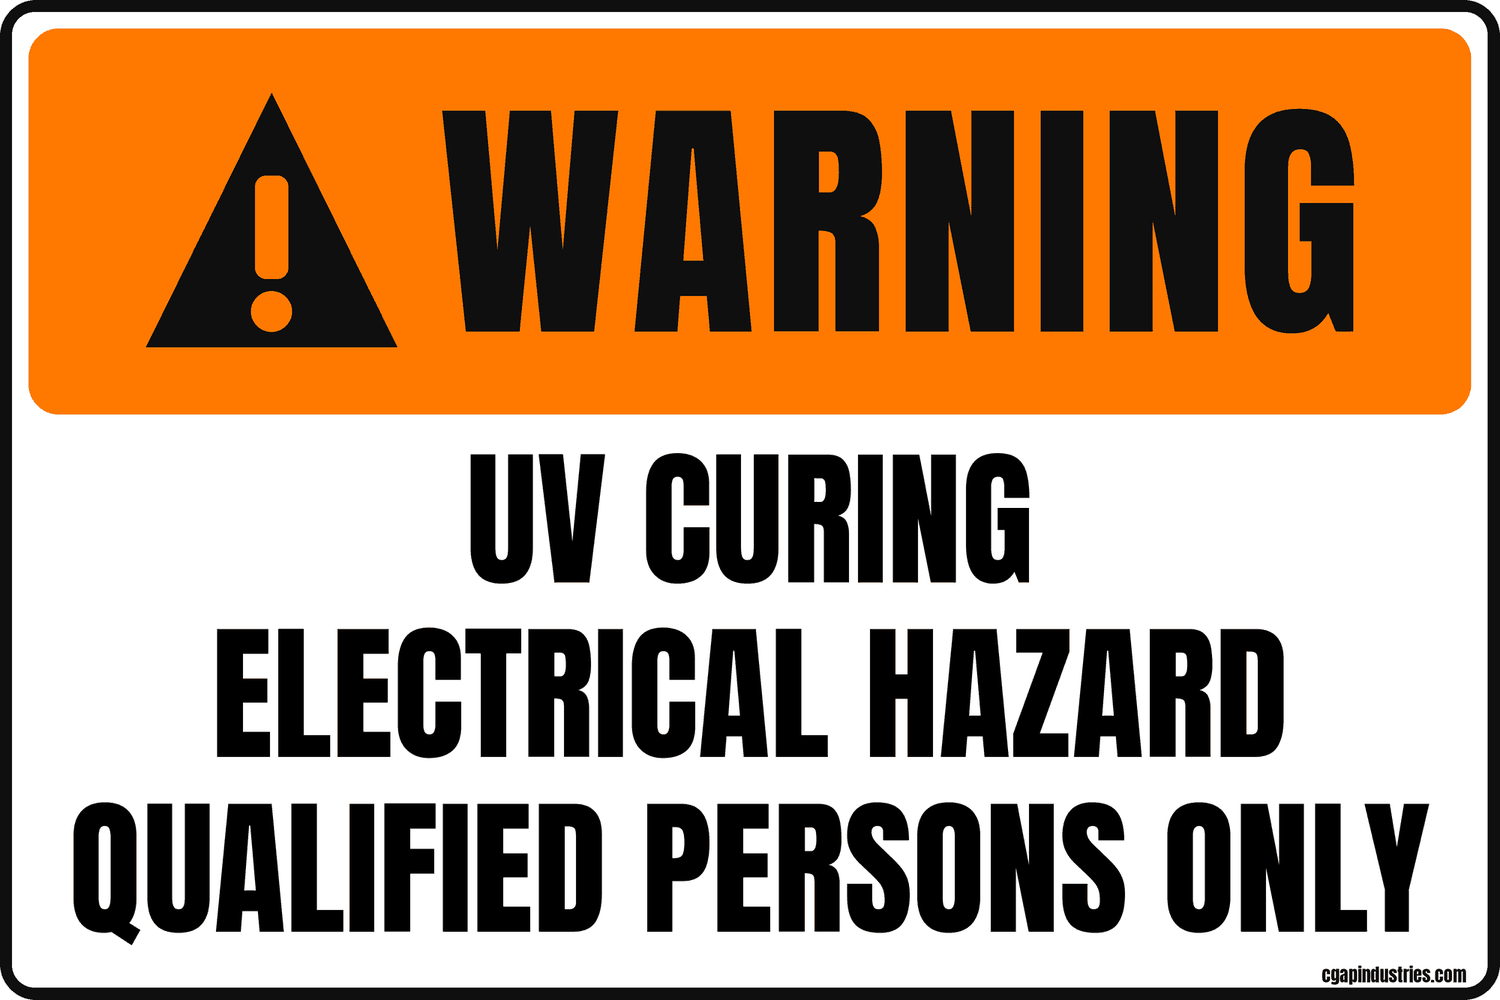 WARNING
UV CURING
ELECTRICAL HAZARD
QUALIFIED PERSONS ONLY
cgapindustries.com